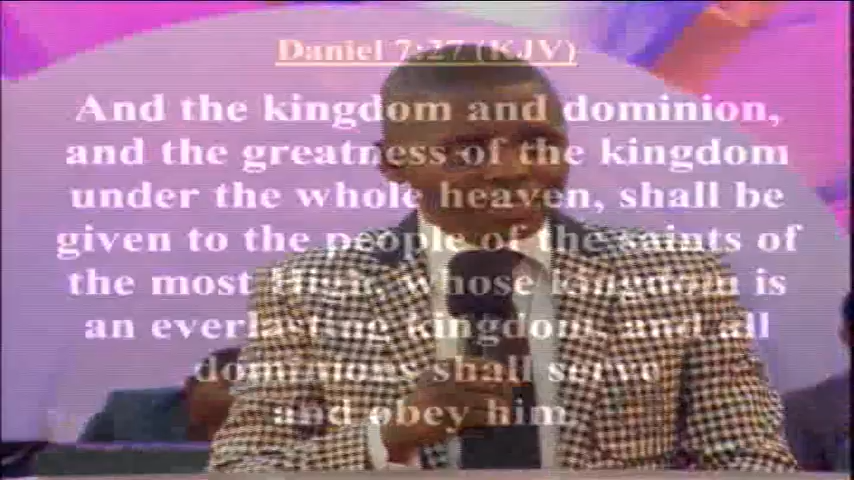 Daniel 7:27 (KJV)
And the kingdom and dominion,
and the greatness of the kingdom
under the whole heaven, shall be
given to the people of the saints of
the most High, whose kingdom is
an everlasting kingdom, and all
dominions shall serve
and obey him.